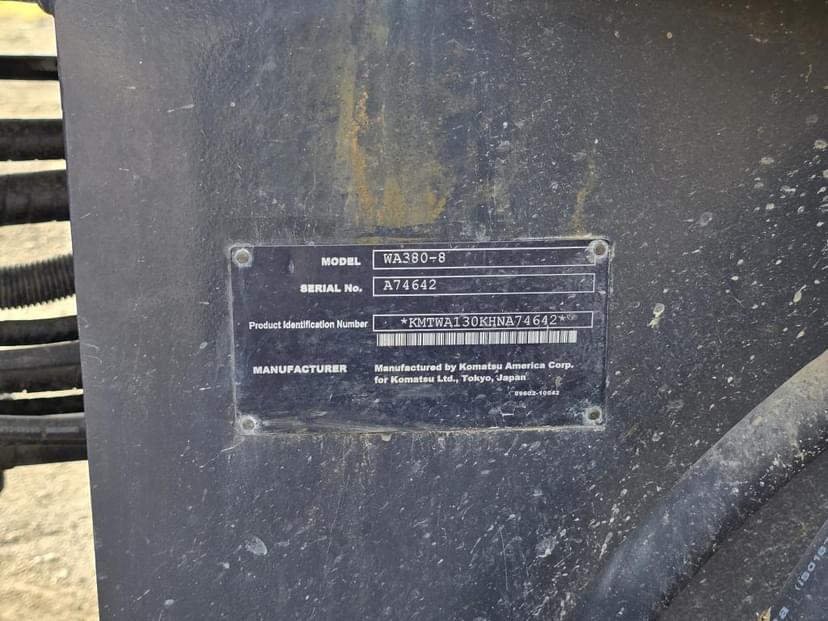 MODEL WA380-8
SERIAL No. A74642
Product Identification Number *KMTWA130KHNA74642*
MANUFACTURER Manufactured by Komatsu America Corp.
for Komatsu Ltd., Tokyo, Japan
09602-10642